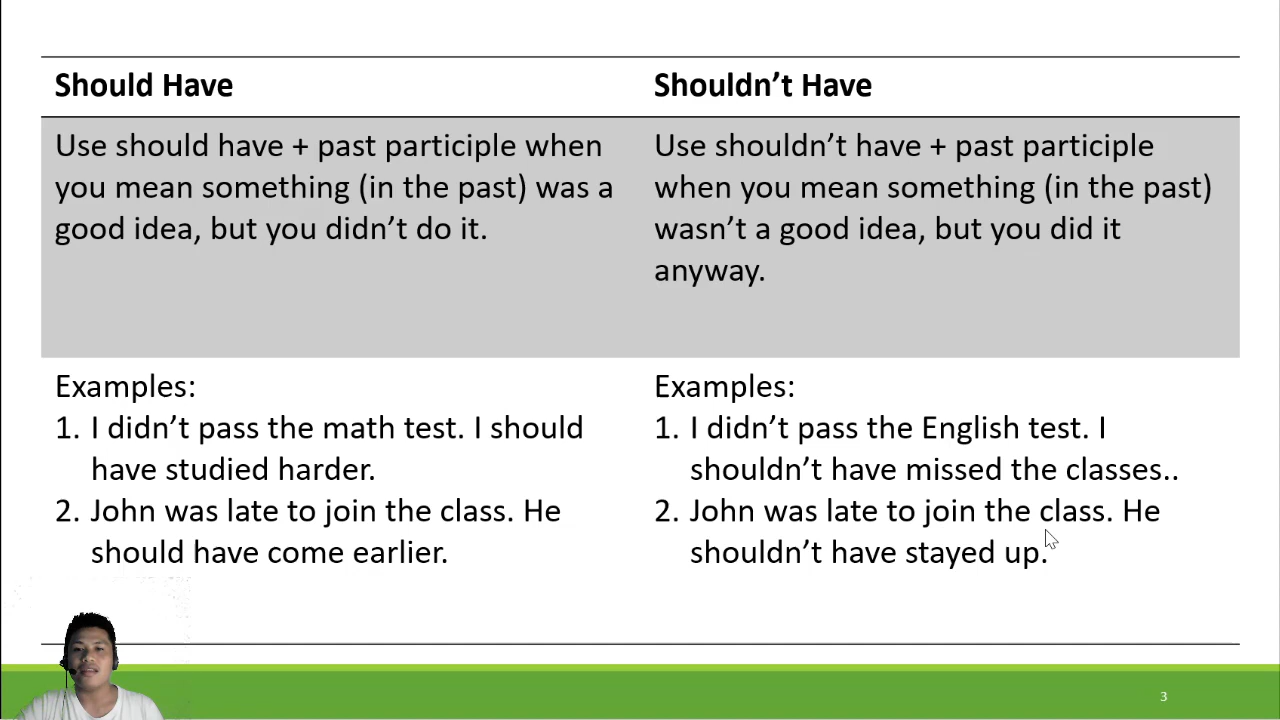 Should Have
Shouldn’t Have
Use should have + past participle when
you mean something (in the past) was a
good idea, but you didn’t do it.
Use shouldn’t have + past participle
when you mean something (in the past)
wasn’t a good idea, but you did it
anyway.
Examples:
1. I didn’t pass the math test. I should
have studied harder.
2. John was late to join the class. He
should have come earlier.
Examples:
1. I didn’t pass the English test. I
shouldn’t have missed the classes..
2. John was late to join the class. He
shouldn’t have stayed up.
3